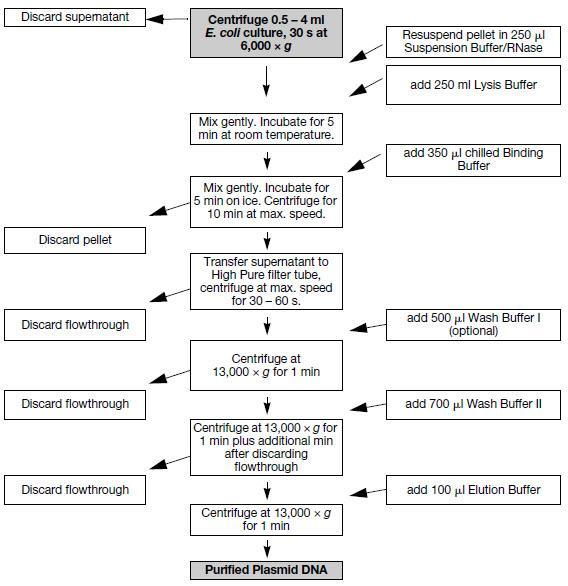 Discard supernatant
Centrifuge 0.5 – 4 ml
E. coli culture, 30 s at
6,000 × g
Resuspend pellet in 250 µl
Suspension Buffer/RNase
add 250 ml Lysis Buffer
Mix gently. Incubate for 5
min at room temperature.
add 350 µl chilled Binding
Buffer
Mix gently. Incubate for
5 min on ice. Centrifuge for
10 min at max. speed.
Discard pellet
Transfer supernatant to
High Pure filter tube,
centrifuge at max. speed
for 30 – 60 s.
Discard flowthrough
add 500 µl Wash Buffer I
(optional)
Centrifuge at
13,000 × g for 1 min
Discard flowthrough
add 700 µl Wash Buffer II
Centrifuge at 13,000 × g for
1 min plus additional min
after discarding
flowthrough
Discard flowthrough
add 100 µl Elution Buffer
Centrifuge at 13,000 × g
for 1 min
Purified Plasmid DNA